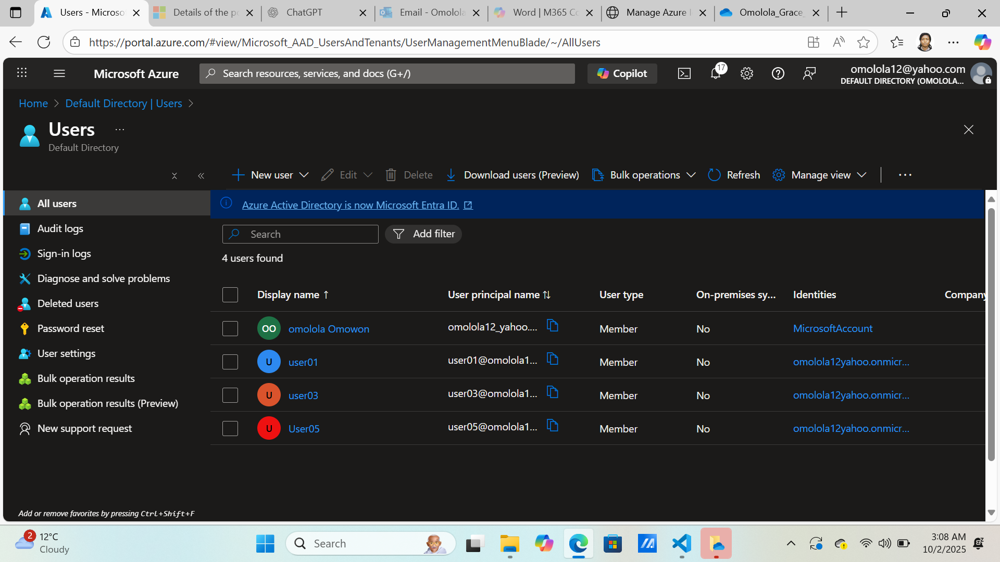 Users - Microso
Details of the po
ChatGPT
Email - Omolola
Word | M365 Co
Manage Azure
Omolola_Grace_
https://portal.azure.com/#view/Microsoft_AAD_UsersAndTenants/UserManagementMenuBlade/~/AllUsers
Microsoft Azure
Search resources, services, and docs (G+/)
Copilot
17
omolola12@yahoo.com
DEFAULT DIRECTORY (OMOLOLA...
Home > Default Directory | Users >
Users ...
Default Directory
New user
Edit
Delete
Download users (Preview)
Bulk operations
Refresh
Manage view
...
All users
Audit logs
Sign-in logs
Diagnose and solve problems
Deleted users
Password reset
User settings
Bulk operation results
Bulk operation results (Preview)
New support request
Add or remove favorites by pressing Ctrl+Shift+F
Azure Active Directory is now Microsoft Entra ID.
Search
Add filter
4 users found
Display name ↑ User principal name ↑↓ User type On-premises sy... Identities Company
OO omolola Omowon omolola12_yahoo.... Member No MicrosoftAccount
U user01 user01@omolola1... Member No omolola12yahoo.onmicr...
U user03 user03@omolola1... Member No omolola12yahoo.onmicr...
U User05 user05@omolola1... Member No omolola12yahoo.onmicr...
2
12°C
Cloudy
Search
3:08 AM
10/2/2025